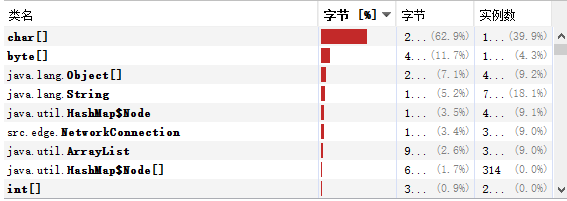 类名 字节 [%] 字节 实例数
char[] 2... (62.9%) 1... (39.9%)
byte[] 4... (11.7%) 1... (4.3%)
java.lang.Object[] 2... (7.1%) 4... (9.2%)
java.lang.String 1... (5.2%) 7... (18.1%)
java.util.HashMap$Node 1... (3.5%) 4... (9.1%)
src.edge.NetworkConnection 1... (3.4%) 3... (9.0%)
java.util.ArrayList 9... (2.6%) 3... (9.0%)
java.util.HashMap$Node[] 6... (1.7%) 314 (0.0%)
int[] 3... (0.9%) 2... (0.0%)